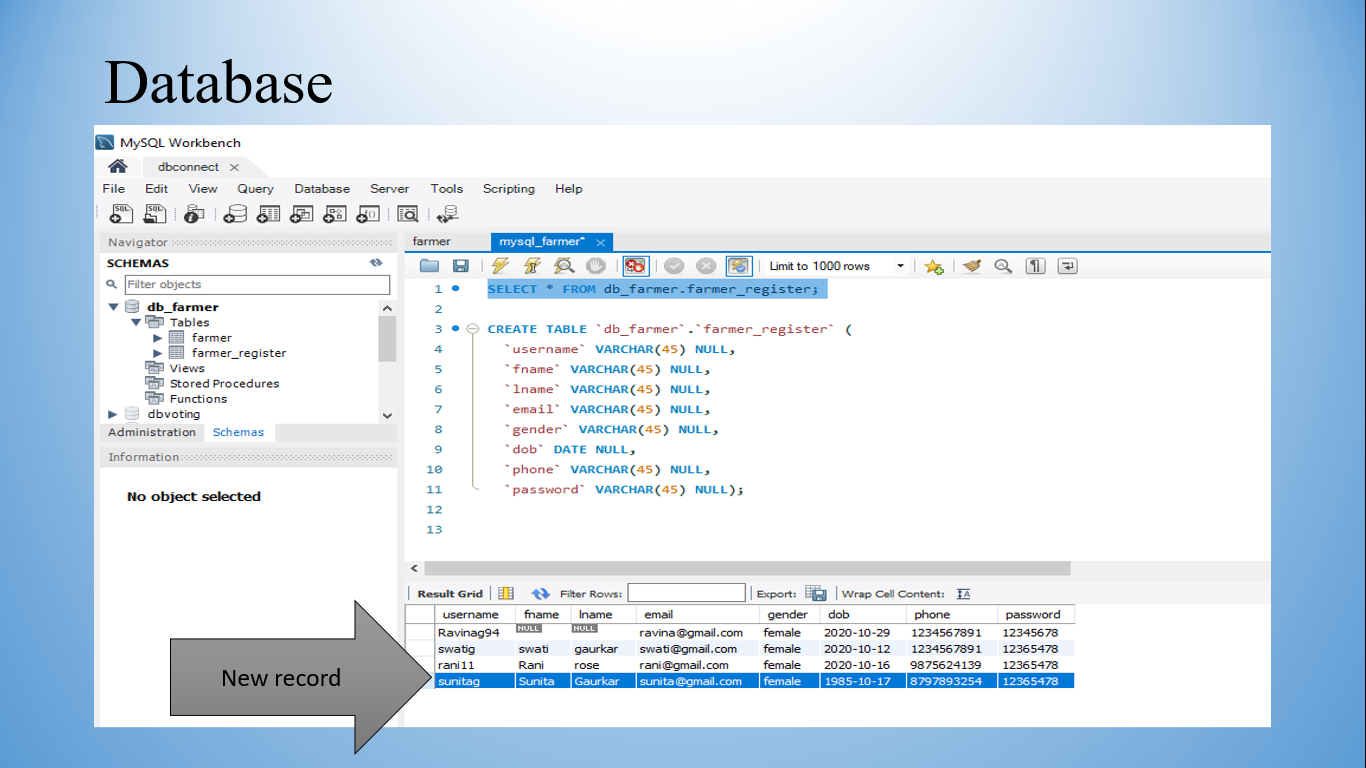 Database
MySQL Workbench
dbconnect
File Edit View Query Database Server Tools Scripting Help
Navigator
SCHEMAS
Filter objects
db_farmer
Tables
farmer
farmer_register
Views
Stored Procedures
Functions
dbvoting
Administration Schemas
Information
No object selected
farmer mysql_farmer*
Limit to 1000 rows
1 SELECT * FROM db_farmer.farmer_register;
2
3 CREATE TABLE `db_farmer`.`farmer_register` (
4 `username` VARCHAR(45) NULL,
5 `fname` VARCHAR(45) NULL,
6 `lname` VARCHAR(45) NULL,
7 `email` VARCHAR(45) NULL,
8 `gender` VARCHAR(45) NULL,
9 `dob` DATE NULL,
10 `phone` VARCHAR(45) NULL,
11 `password` VARCHAR(45) NULL);
12
13
Result Grid Filter Rows: Export: Wrap Cell Content:
username fname lname email gender dob phone password
Ravinag94 NULL NULL ravina@gmail.com female 2020-10-29 1234567891 12345678
swatig swati gaurkar swati@gmail.com female 2020-10-12 1234567891 12365478
rani11 Rani rose rani@gmail.com female 2020-10-16 9875624139 12365478
sunitag Sunita Gaurkar sunita@gmail.com female 1985-10-17 8797893254 12365478
New record